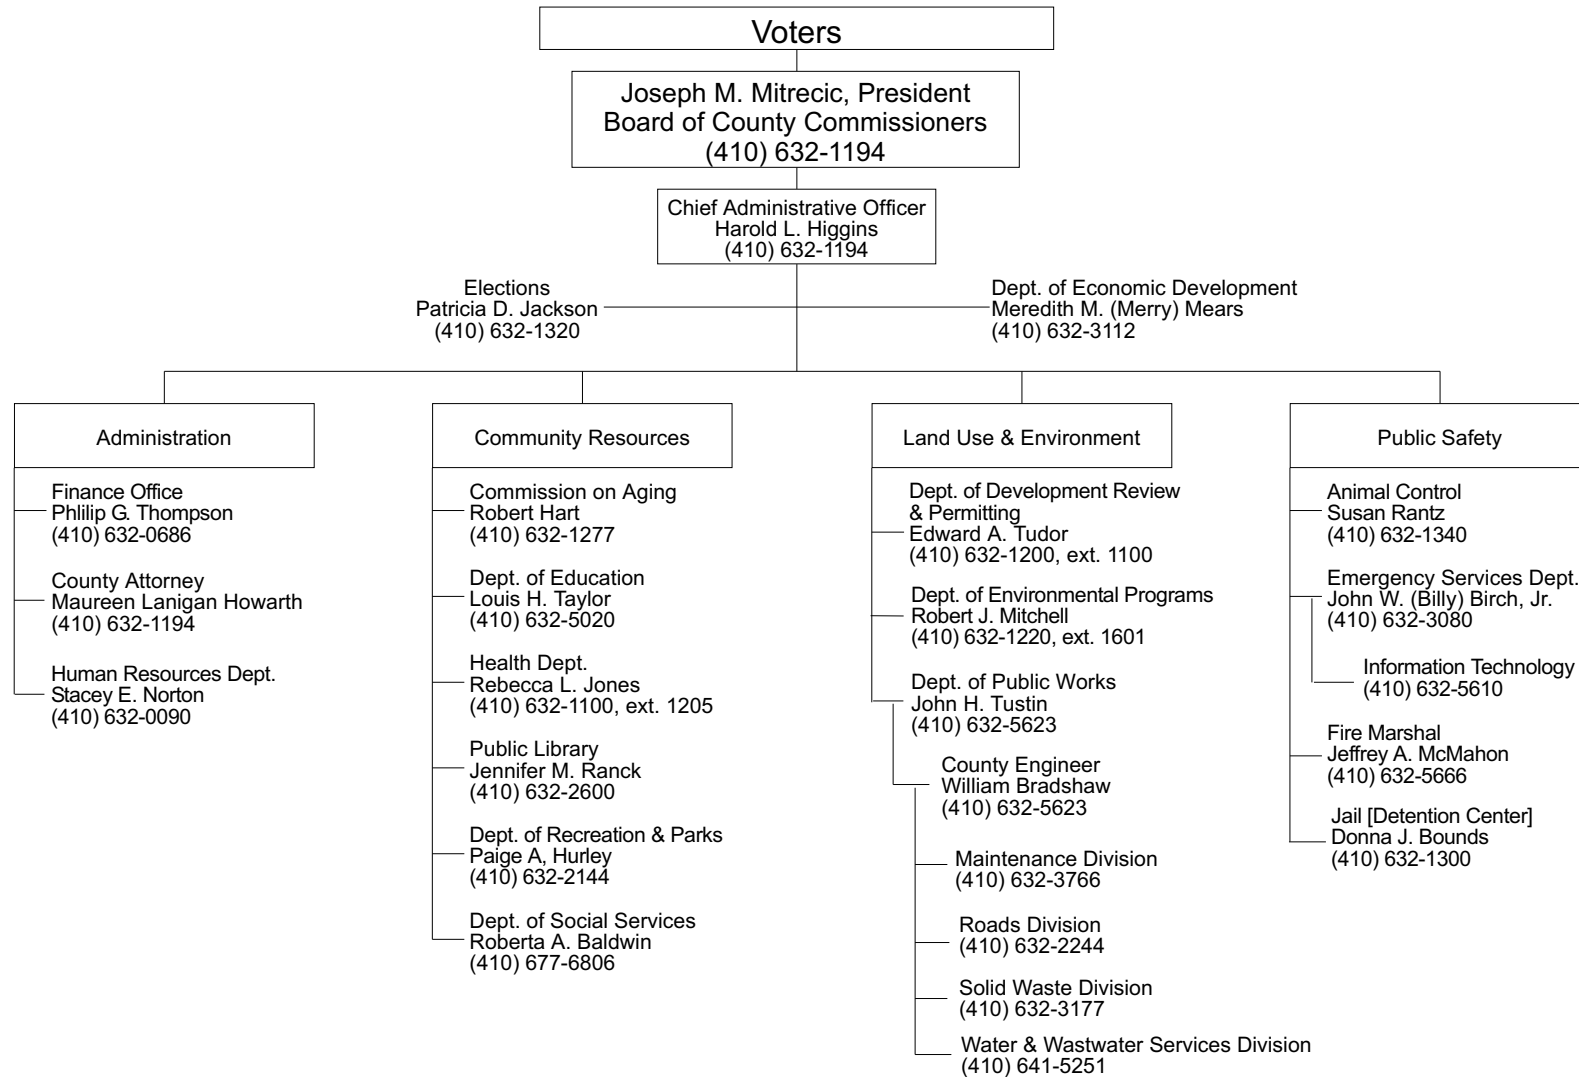 Voters
Joseph M. Mitrecic, President
Board of County Commissioners
(410) 632-1194
Chief Administrative Officer
Harold L. Higgins
(410) 632-1194
Elections
Patricia D. Jackson
(410) 632-1320
Dept. of Economic Development
Meredith M. (Merry) Mears
(410) 632-3112
Administration
Finance Office
Phlilip G. Thompson
(410) 632-0686
County Attorney
Maureen Lanigan Howarth
(410) 632-1194
Human Resources Dept.
Stacey E. Norton
(410) 632-0090
Community Resources
Commission on Aging
Robert Hart
(410) 632-1277
Dept. of Education
Louis H. Taylor
(410) 632-5020
Health Dept.
Rebecca L. Jones
(410) 632-1100, ext. 1205
Public Library
Jennifer M. Ranck
(410) 632-2600
Dept. of Recreation & Parks
Paige A, Hurley
(410) 632-2144
Dept. of Social Services
Roberta A. Baldwin
(410) 677-6806
Land Use & Environment
Dept. of Development Review
& Permitting
Edward A. Tudor
(410) 632-1200, ext. 1100
Dept. of Environmental Programs
Robert J. Mitchell
(410) 632-1220, ext. 1601
Dept. of Public Works
John H. Tustin
(410) 632-5623
County Engineer
William Bradshaw
(410) 632-5623
Maintenance Division
(410) 632-3766
Roads Division
(410) 632-2244
Solid Waste Division
(410) 632-3177
Water & Wastwater Services Division
(410) 641-5251
Public Safety
Animal Control
Susan Rantz
(410) 632-1340
Emergency Services Dept.
John W. (Billy) Birch, Jr.
(410) 632-3080
Information Technology
(410) 632-5610
Fire Marshal
Jeffrey A. McMahon
(410) 632-5666
Jail [Detention Center]
Donna J. Bounds
(410) 632-1300